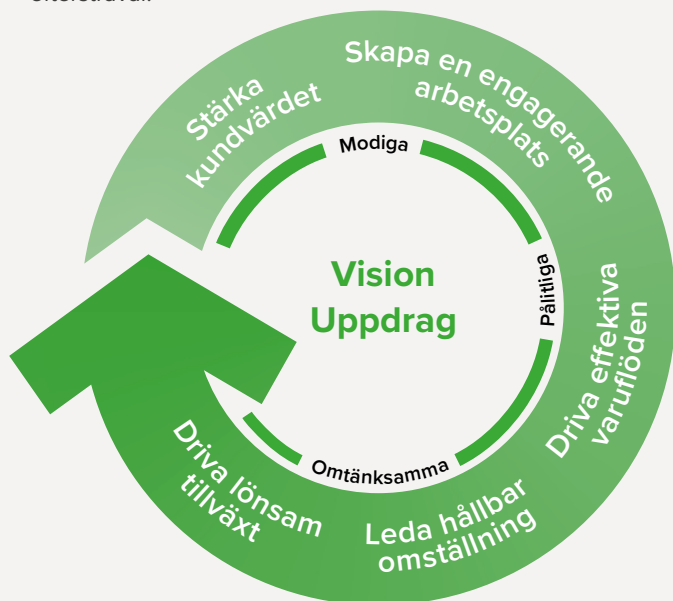 Stärka
kundvärdet
Skapa en engagerande
arbetsplats
Modiga
Vision
Uppdrag
Pålitliga
Driva effektiva
varuflöden
Omtänksamma
Leda hållbar
omställning
Driva lönsam
tillväxt